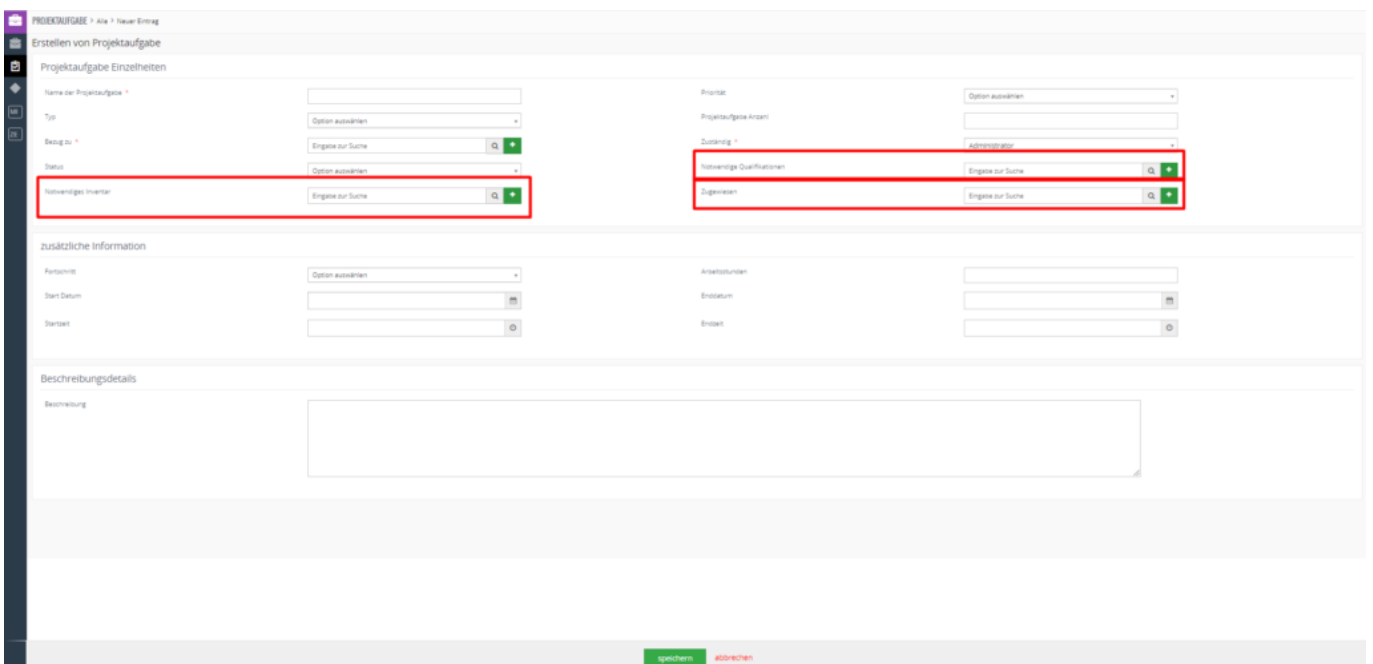 PROJEKTAUFGABE > Alle > Neuer Eintrag
Erstellen von Projektaufgabe
Projektaufgabe Einzelheiten
Name der Projektaufgabe * Priorität Option auswählen
Typ Option auswählen Projektaufgabe Anzahl
Bezug zu * Eingabe zur Suche Zuständig * Administrator
Status Option auswählen Notwendige Qualifikationen Eingabe zur Suche
Notwendiges Inventar Eingabe zur Suche Zugewiesen Eingabe zur Suche
zusätzliche Information
Fortschritt Option auswählen Arbeitsstunden
Start Datum Enddatum
Startzeit Endzeit
Beschreibungsdetails
Beschreibung
speichern abbrechen